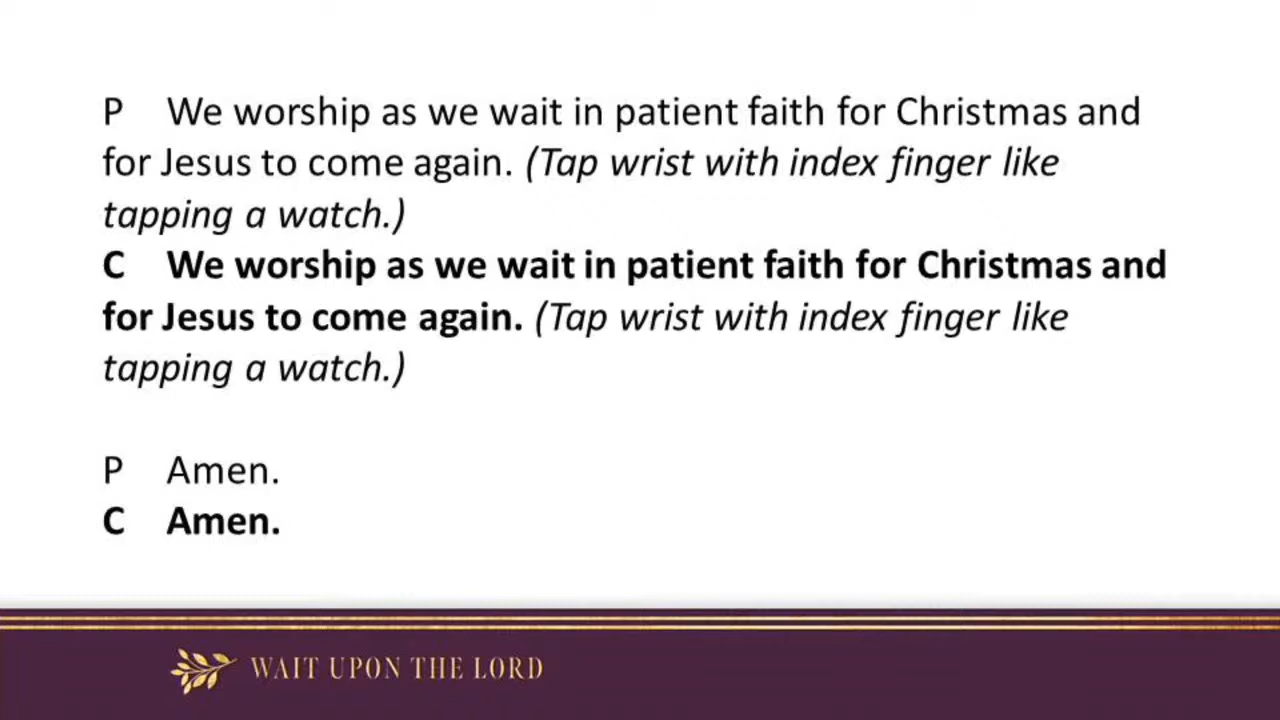 P We worship as we wait in patient faith for Christmas and
for Jesus to come again. (Tap wrist with index finger like
tapping a watch.)
C We worship as we wait in patient faith for Christmas and
for Jesus to come again. (Tap wrist with index finger like
tapping a watch.)
P Amen.
C Amen.
WAIT UPON THE LORD